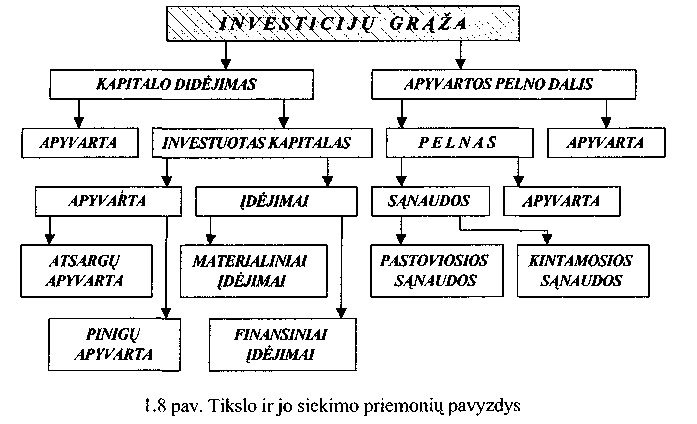 INVESTICIJŲ GRĄŽA
KAPITALO DIDĖJIMAS
APYVARTOS PELNO DALIS
APYVARTA
INVESTUOTAS KAPITALAS
PELNAS
APYVARTA
APYVARTA
ĮDĖJIMAI
SĄNAUDOS
APYVARTA
ATSARGŲ
APYVARTA
MATERIALINIAI
ĮDĖJIMAI
PASTOVIOSIOS
SĄNAUDOS
KINTAMOSIOS
SĄNAUDOS
PINIGŲ
APYVARTA
FINANSINIAI
ĮDĖJIMAI
1.8 pav. Tikslo ir jo siekimo priemonių pavyzdys